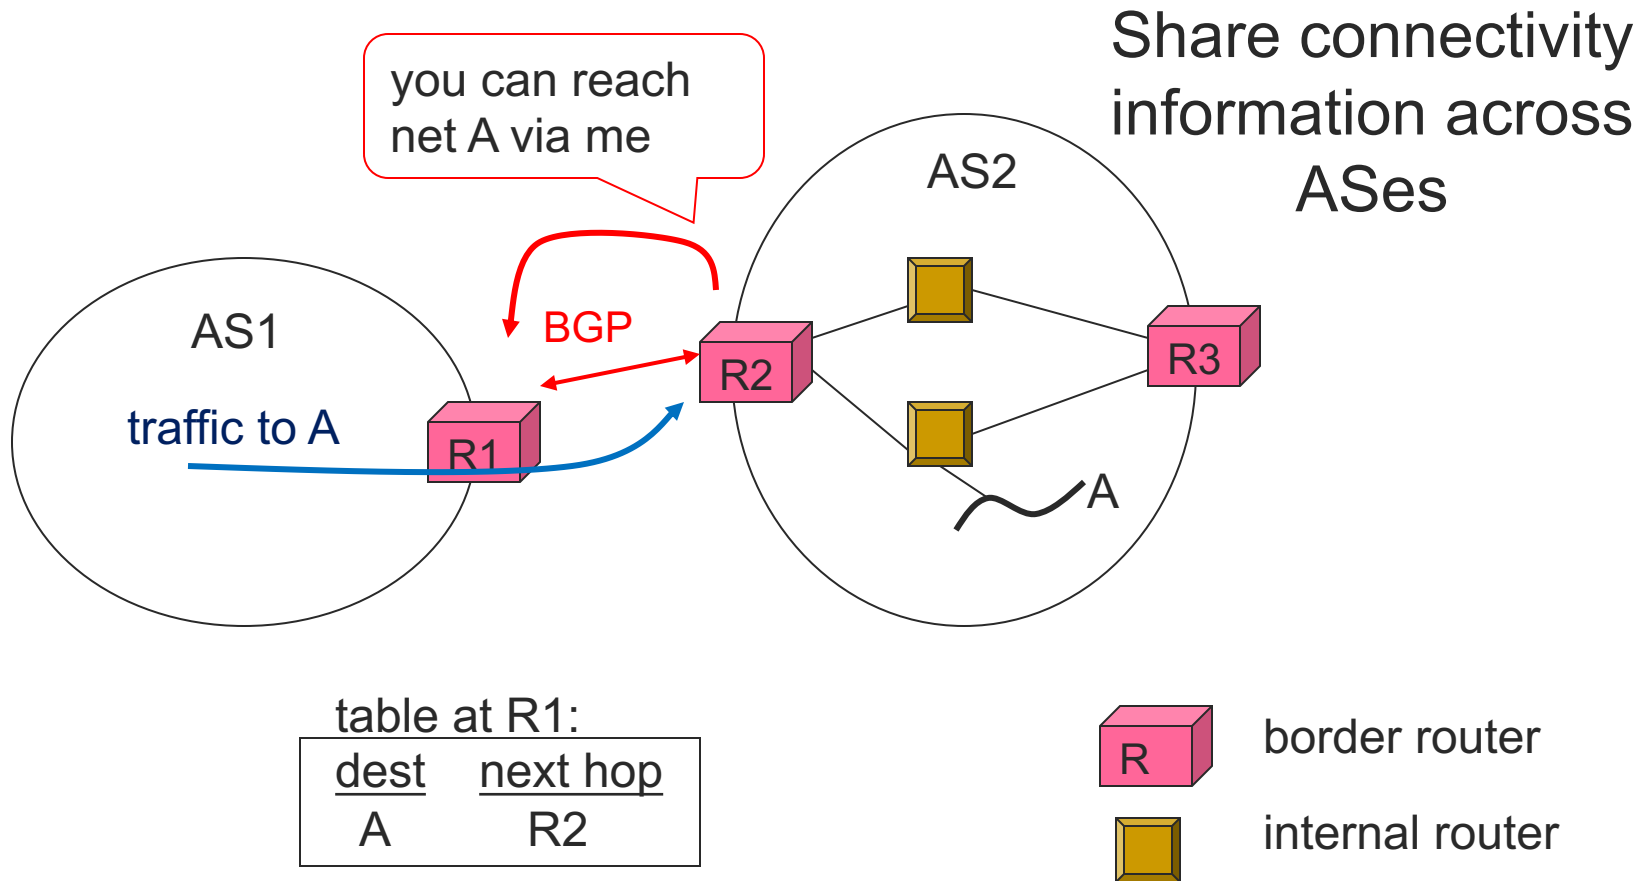 Share connectivity
information across
ASes
you can reach
net A via me
AS2
AS1
BGP
R2
R3
traffic to A
R1
A
table at R1:
dest next hop
A R2
R border router
internal router